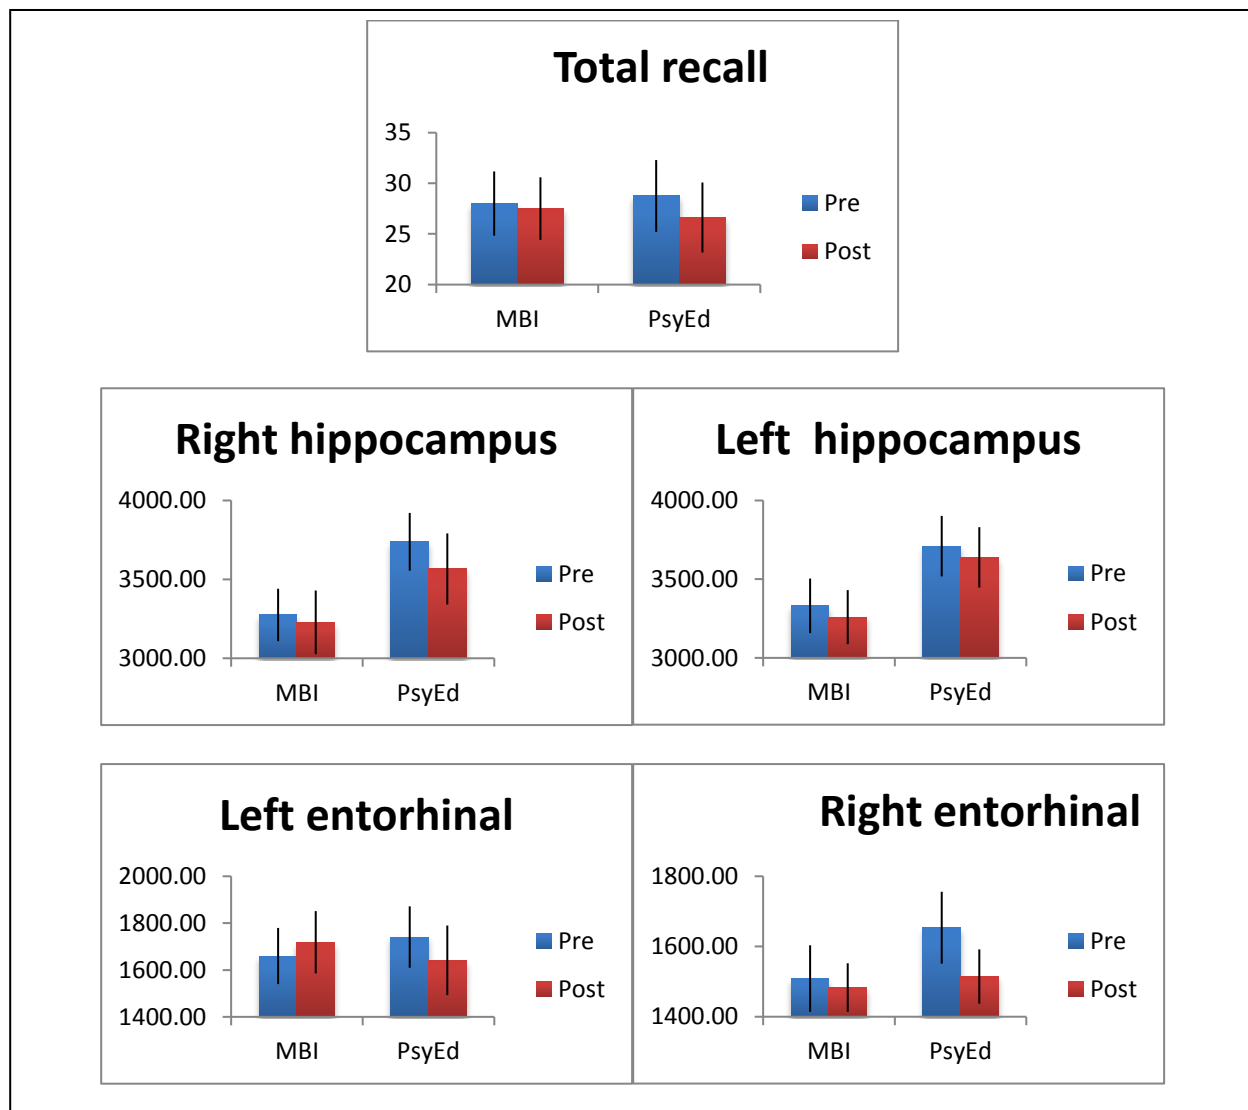 Total recall
35
30
25
20
MBI
PsyEd
Pre
Post
Right hippocampus
4000.00
3500.00
3000.00
MBI
PsyEd
Pre
Post
Left  hippocampus
4000.00
3500.00
3000.00
MBI
PsyEd
Pre
Post
Left entorhinal
2000.00
1800.00
1600.00
1400.00
MBI
PsyEd
Pre
Post
Right entorhinal
1800.00
1600.00
1400.00
MBI
PsyEd
Pre
Post